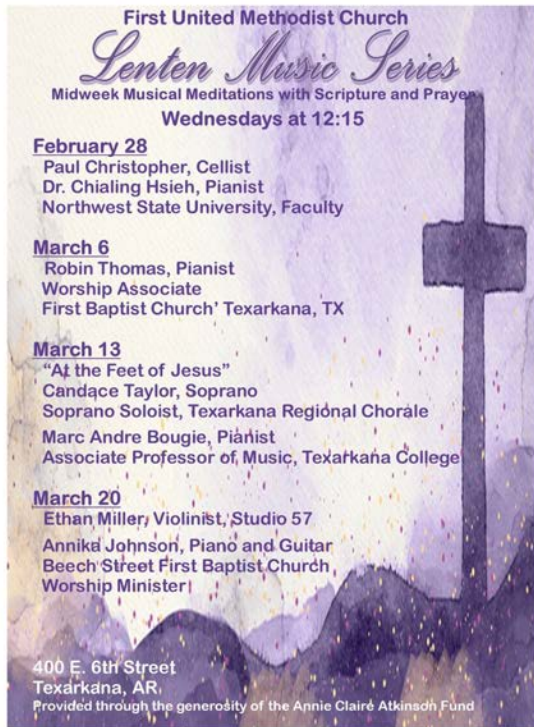 First United Methodist Church
Lenten Music Series
Midweek Musical Meditations with Scripture and Prayer
Wednesdays at 12:15
February 28
Paul Christopher, Cellist
Dr. Chialing Hsieh, Pianist
Northwest State University, Faculty
March 6
Robin Thomas, Pianist
Worship Associate
First Baptist Church' Texarkana, TX
March 13
"At the Feet of Jesus"
Candace Taylor, Soprano
Soprano Soloist, Texarkana Regional Chorale
Marc Andre Bougie, Pianist
Associate Professor of Music, Texarkana College
March 20
Ethan Miller, Violinist, Studio 57
Annika Johnson, Piano and Guitar
Beech Street First Baptist Church
Worship Minister
400 E. 6th Street
Texarkana, AR
Provided through the generosity of the Annie Claire Atkinson Fund